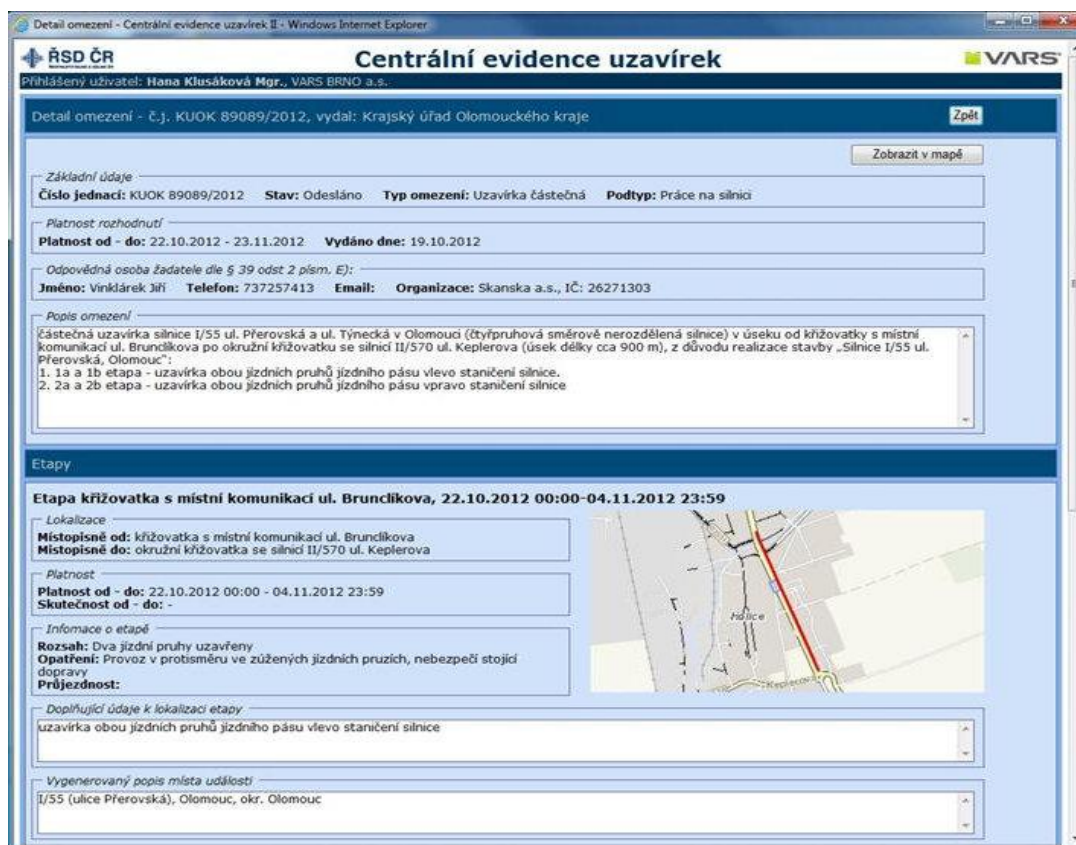 Detail omezení - Centrální evidence uzavírek II - Windows Internet Explorer
ŘSD ČR
Centrální evidence uzavírek
VARS
Přihlášený uživatel: Hana Klusáková Mgr., VARS BRNO a.s.
Detail omezení - č.j. KUOK 89089/2012, vydal: Krajský úřad Olomouckého kraje
Zpět
Zobrazit v mapě
Základní údaje
Číslo jednací: KUOK 89089/2012 Stav: Odesláno Typ omezení: Uzavírka částečná Podtyp: Práce na silnici
Platnost rozhodnutí
Platnost od - do: 22.10.2012 - 23.11.2012 Vydáno dne: 19.10.2012
Odpovědná osoba žadatele dle § 39 odst 2 písm. E):
Jméno: Vinklárek Jiří Telefon: 737257413 Email: Organizace: Skanska a.s., IČ: 26271303
Popis omezení
částečná uzavírka silnice I/55 ul. Přerovská a ul. Týnecká v Olomouci (čtyřpruhová směrově nerozdělená silnice) v úseku od křižovatky s místní
komunikací ul. Brunclíkova po okružní křižovatku se silnicí II/570 ul. Keplerova (úsek délky cca 900 m), z důvodu realizace stavby „Silnice I/55 ul.
Přerovská, Olomouc":
1. 1a a 1b etapa - uzavírka obou jízdních pruhů jízdního pásu vlevo staničení silnice.
2. 2a a 2b etapa - uzavírka obou jízdních pruhů jízdního pásu vpravo staničení silnice
Etapy
Etapa křižovatka s místní komunikací ul. Brunclíkova, 22.10.2012 00:00-04.11.2012 23:59
Lokalizace
Místopisně od: křižovatka s místní komunikací ul. Brunclíkova
Místopisně do: okružní křižovatka se silnicí II/570 ul. Keplerova
Platnost
Platnost od - do: 22.10.2012 00:00 - 04.11.2012 23:59
Skutečnost od - do: -
Infomace o etapě
Rozsah: Dva jízdní pruhy uzavřeny
Opatření: Provoz v protisměru ve zúžených jízdních pruzích, nebezpečí stojící
dopravy
Průjezdnost:
Holice
Keplerova
Doplňující údaje k lokalizaci etapy
uzavírka obou jízdních pruhů jízdního pásu vlevo staničení silnice
Vygenerovaný popis místa události
I/55 (ulice Přerovská), Olomouc, okr. Olomouc